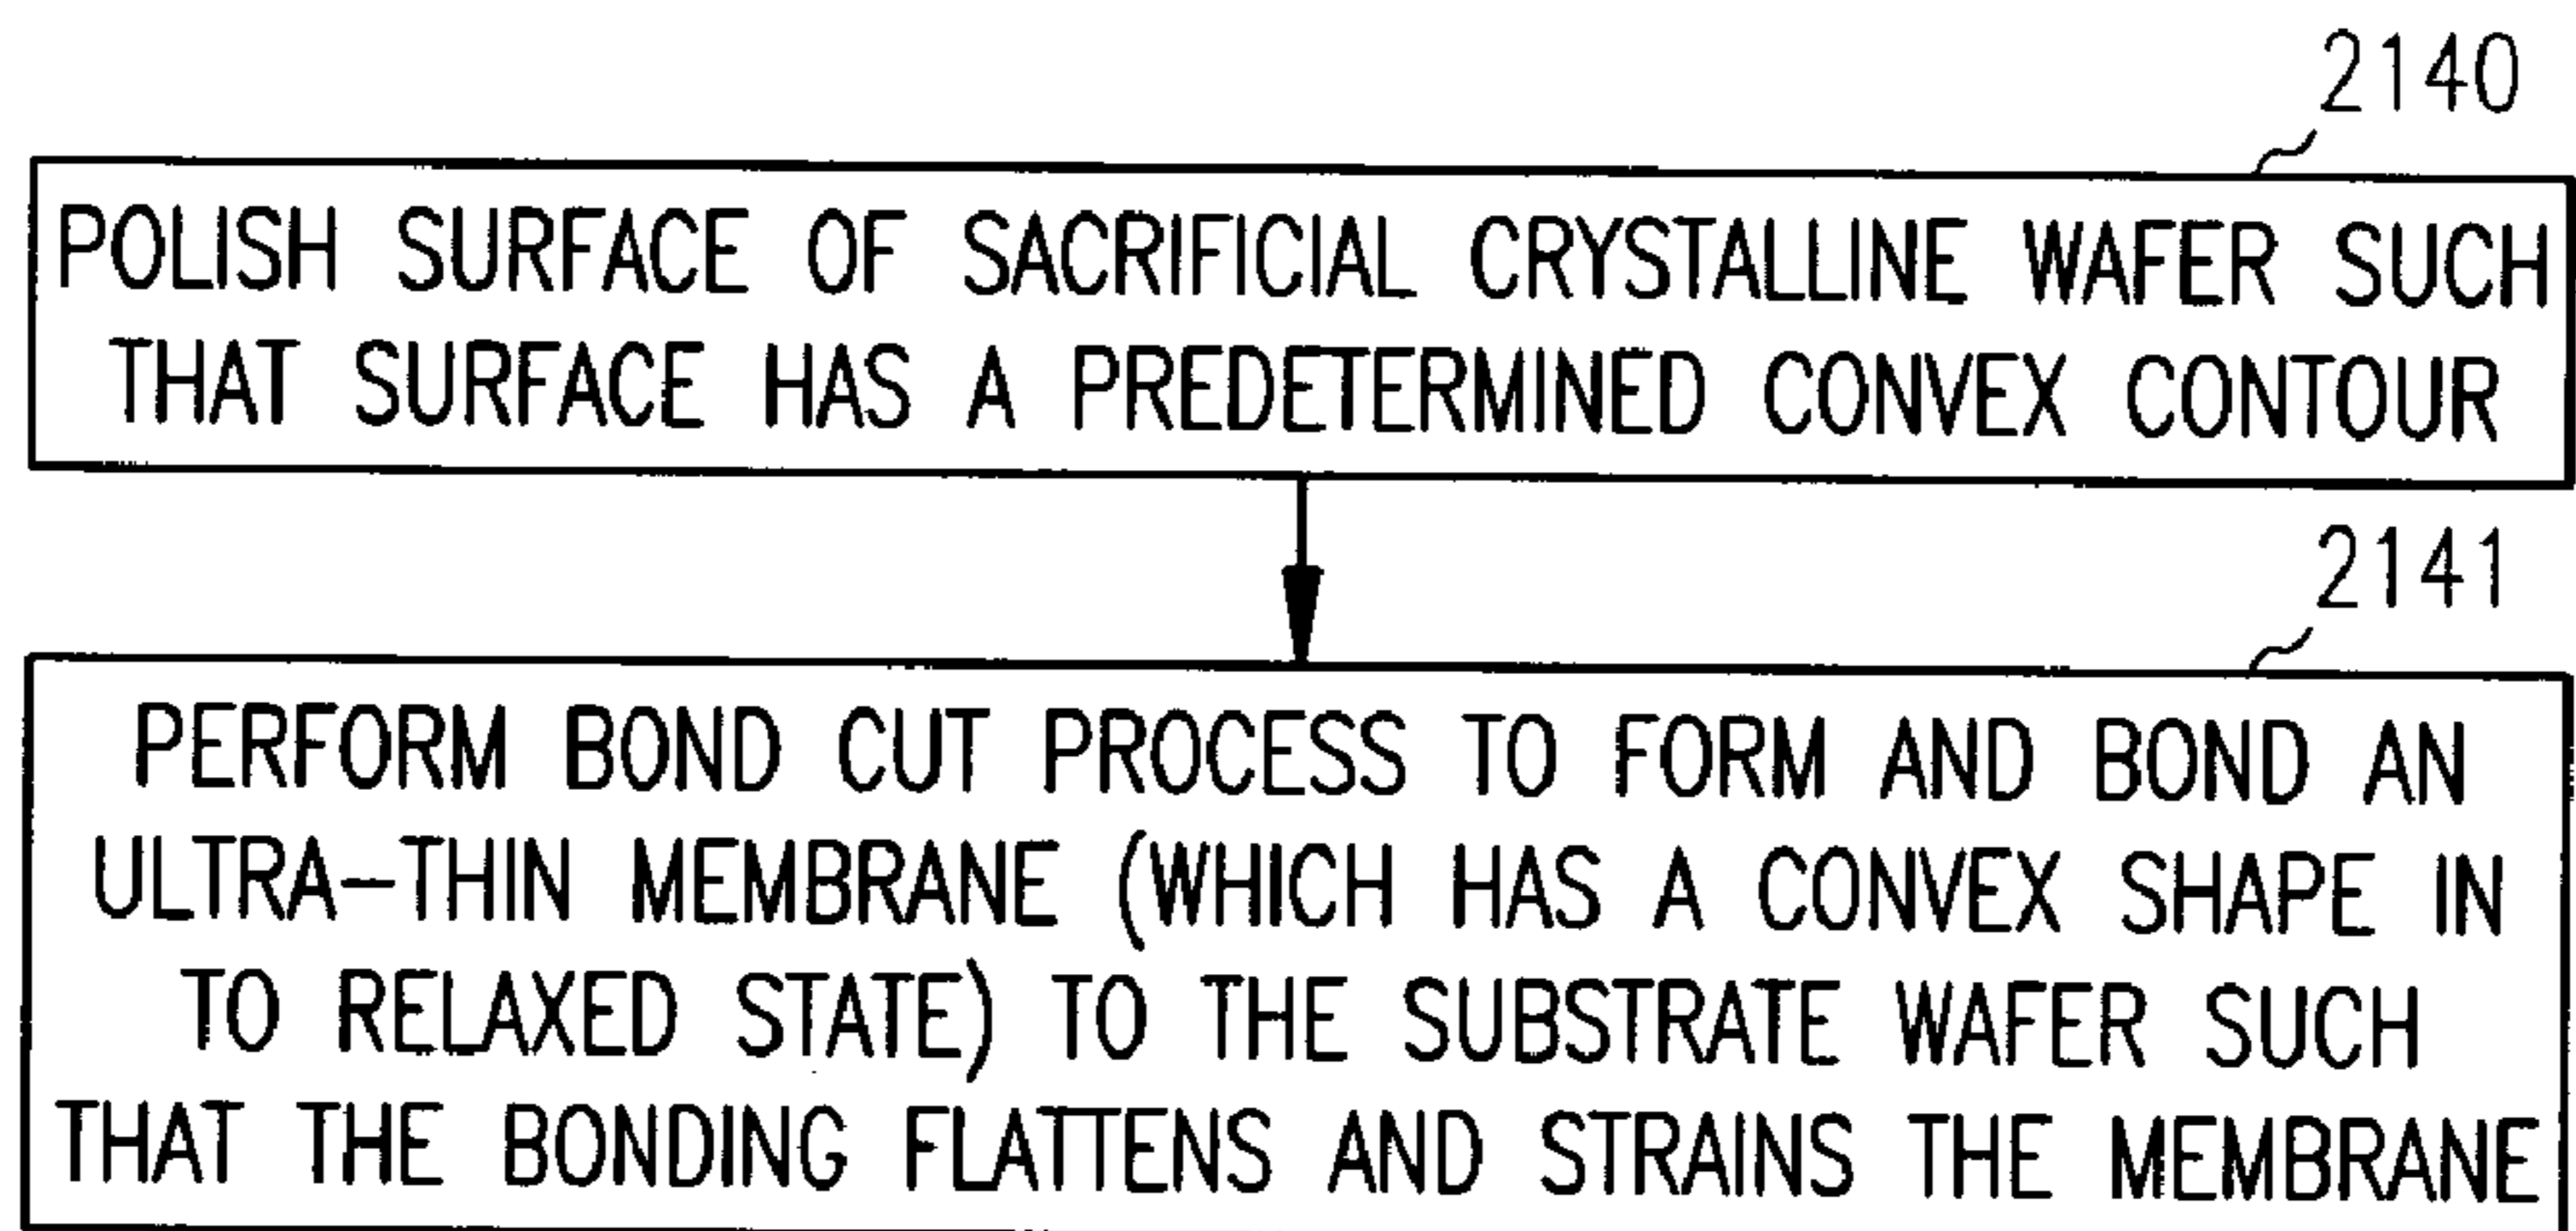 2140
POLISH SURFACE OF SACRIFICIAL CRYSTALLINE WAFER SUCH
THAT SURFACE HAS A PREDETERMINED CONVEX CONTOUR
2141
PERFORM BOND CUT PROCESS TO FORM AND BOND AN
ULTRA-THIN MEMBRANE (WHICH HAS A CONVEX SHAPE IN
TO RELAXED STATE) TO THE SUBSTRATE WAFER SUCH
THAT THE BONDING FLATTENS AND STRAINS THE MEMBRANE